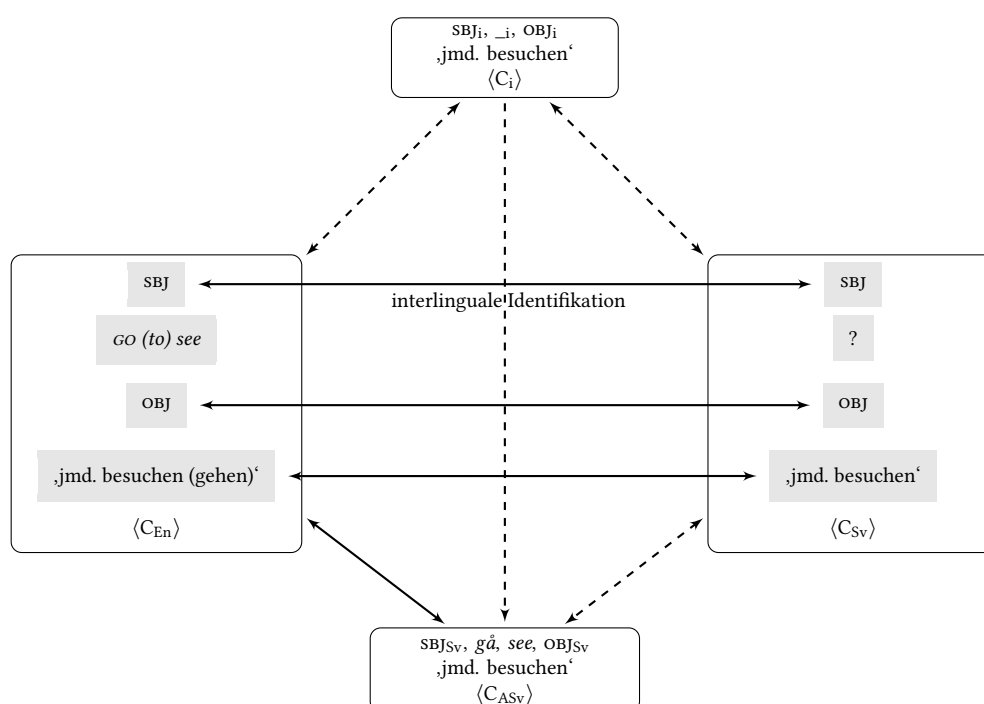 SBJi, _i, OBJi
‚jmd. besuchen‘
⟨Ci⟩
SBJ
SBJ
interlinguale Identifikation
GO (to) see
?
OBJ
OBJ
‚jmd. besuchen (gehen)‘
‚jmd. besuchen‘
⟨CEn⟩
⟨CSv⟩
SBJSv, gå, see, OBJSv
‚jmd. besuchen‘
⟨CASv⟩